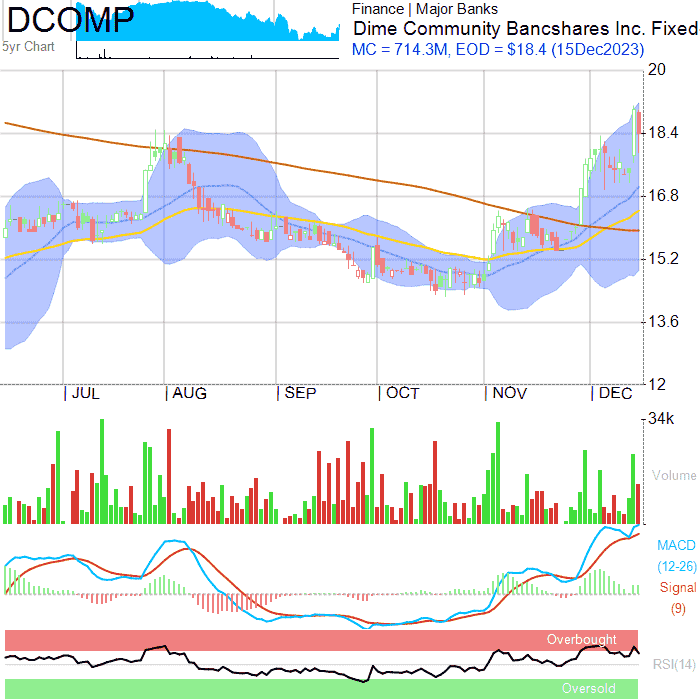 DCOMP
5yr Chart
Finance | Major Banks
Dime Community Bancshares Inc. Fixed
MC = 714.3M, EOD = $18.4 (15Dec2023)
20
18.4
16.8
15.2
13.6
12
JUL AUG SEP OCT NOV DEC
34k
Volume
MACD
(12-26)
Signal
(9)
Overbought
RSI(14)
Oversold